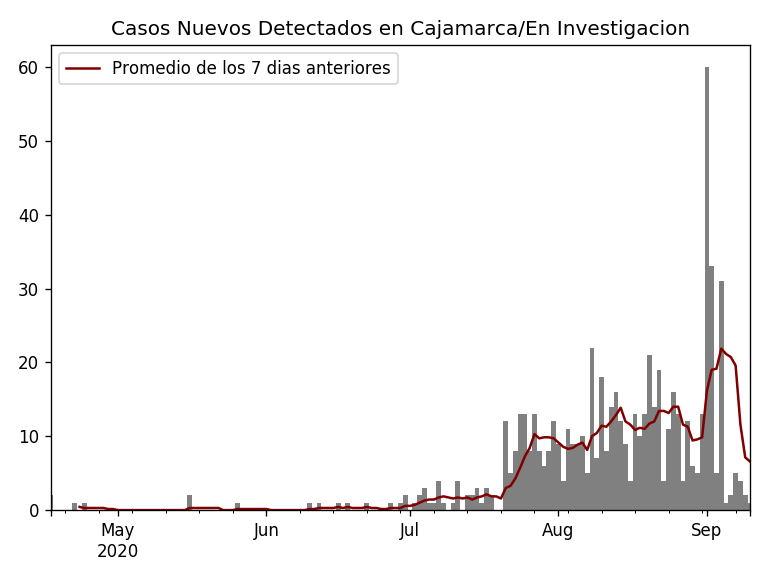 Casos Nuevos Detectados en Cajamarca/En Investigacion
Promedio de los 7 dias anteriores
60
50
40
30
20
10
0
May Jun Jul Aug Sep
2020